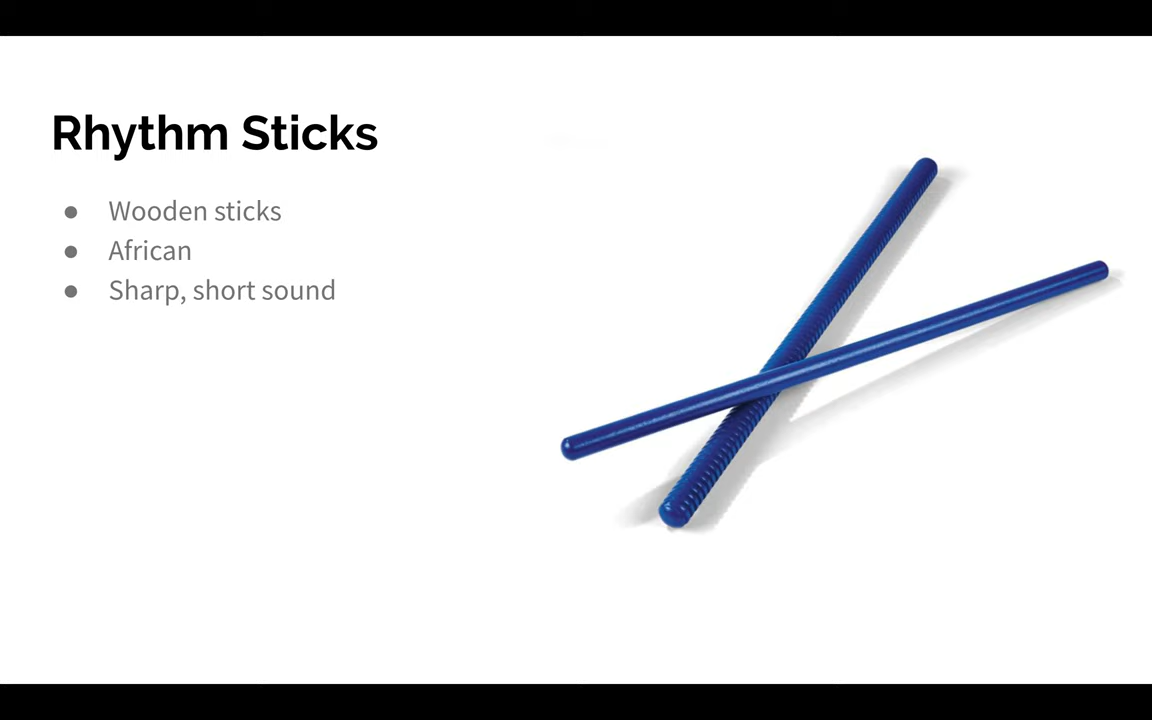 Rhythm Sticks
● Wooden sticks
● African
● Sharp, short sound